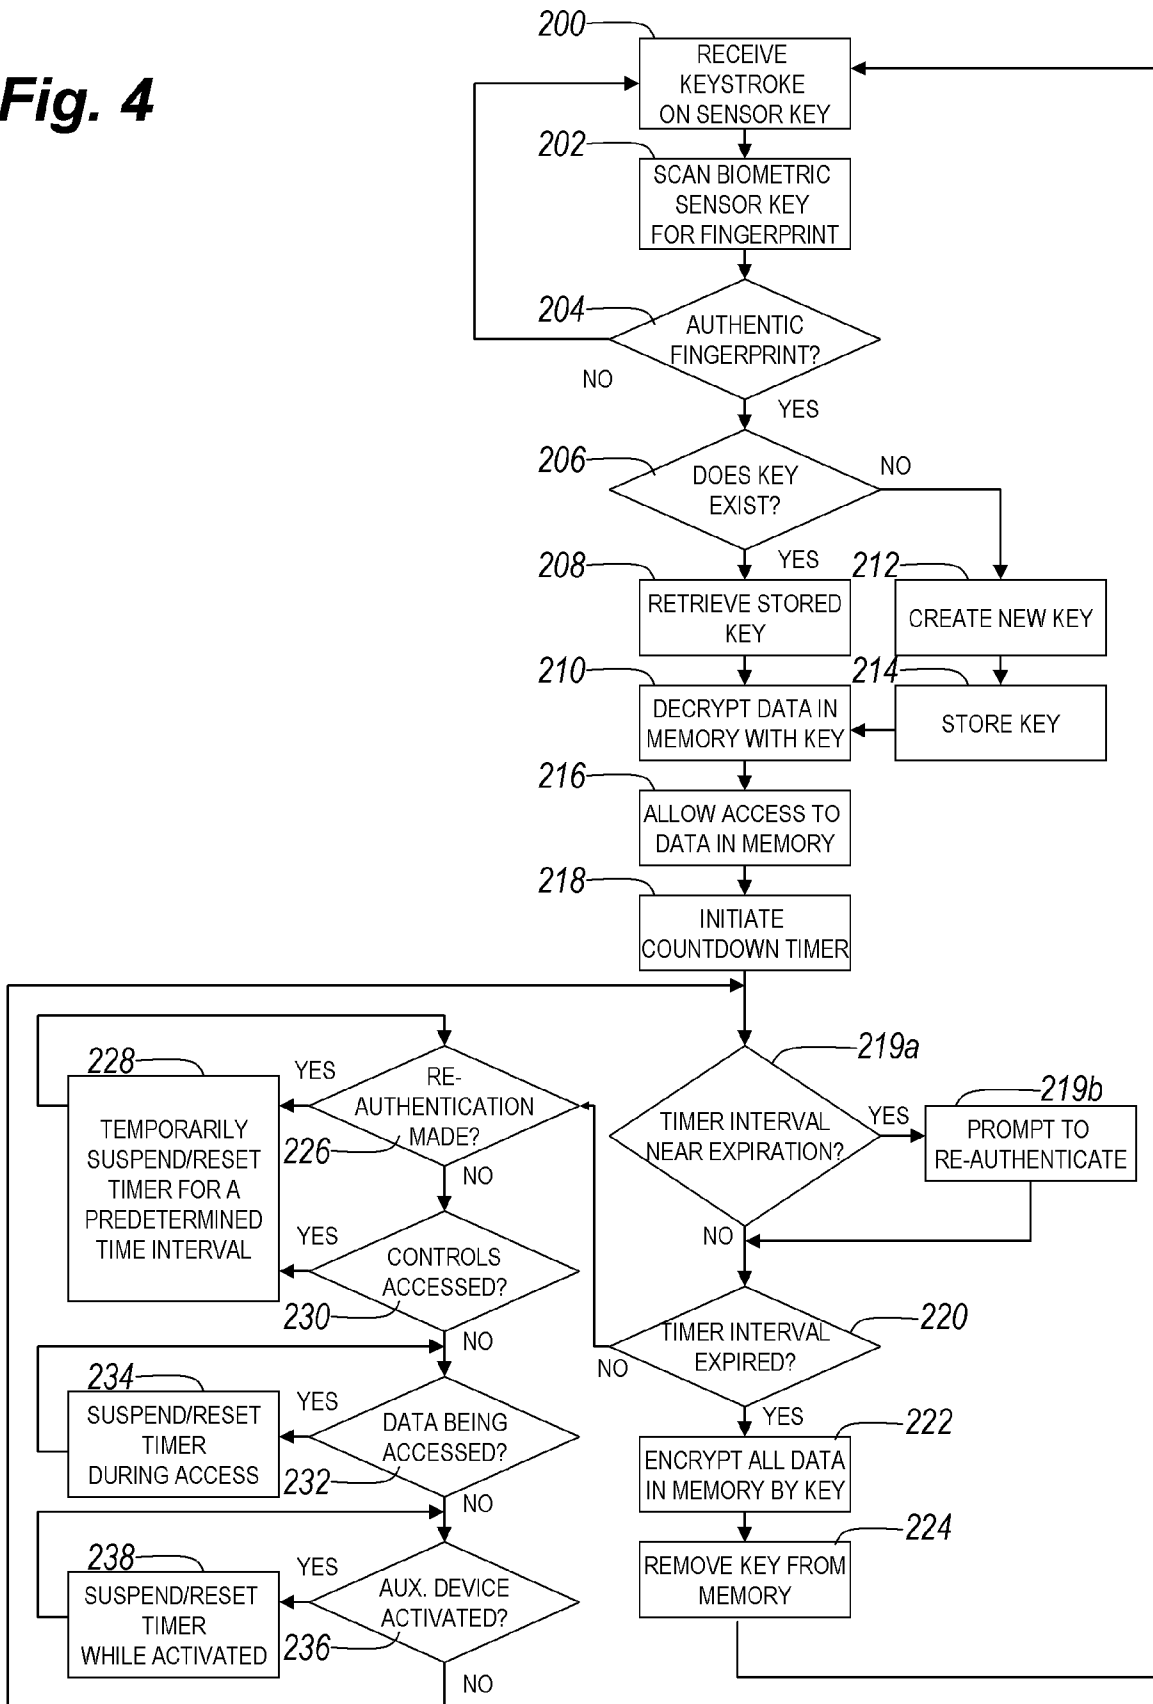 Fig. 4
200
RECEIVE
KEYSTROKE
ON SENSOR KEY
202
SCAN BIOMETRIC
SENSOR KEY
FOR FINGERPRINT
204
AUTHENTIC
FINGERPRINT?
NO
YES
206
DOES KEY
EXIST?
NO
YES
208
RETRIEVE STORED
KEY
212
CREATE NEW KEY
210
DECRYPT DATA IN
MEMORY WITH KEY
214
STORE KEY
216
ALLOW ACCESS TO
DATA IN MEMORY
218
INITIATE
COUNTDOWN TIMER
219a
TIMER INTERVAL
NEAR EXPIRATION?
YES
NO
219b
PROMPT TO
RE-AUTHENTICATE
220
TIMER INTERVAL
EXPIRED?
NO
YES
222
ENCRYPT ALL DATA
IN MEMORY BY KEY
224
REMOVE KEY FROM
MEMORY
RE-
AUTHENTICATION
MADE?
226
YES
NO
228
TEMPORARILY
SUSPEND/RESET
TIMER FOR A
PREDETERMINED
TIME INTERVAL
CONTROLS
ACCESSED?
230
YES
NO
DATA BEING
ACCESSED?
232
YES
NO
234
SUSPEND/RESET
TIMER
DURING ACCESS
AUX. DEVICE
ACTIVATED?
236
YES
NO
238
SUSPEND/RESET
TIMER
WHILE ACTIVATED